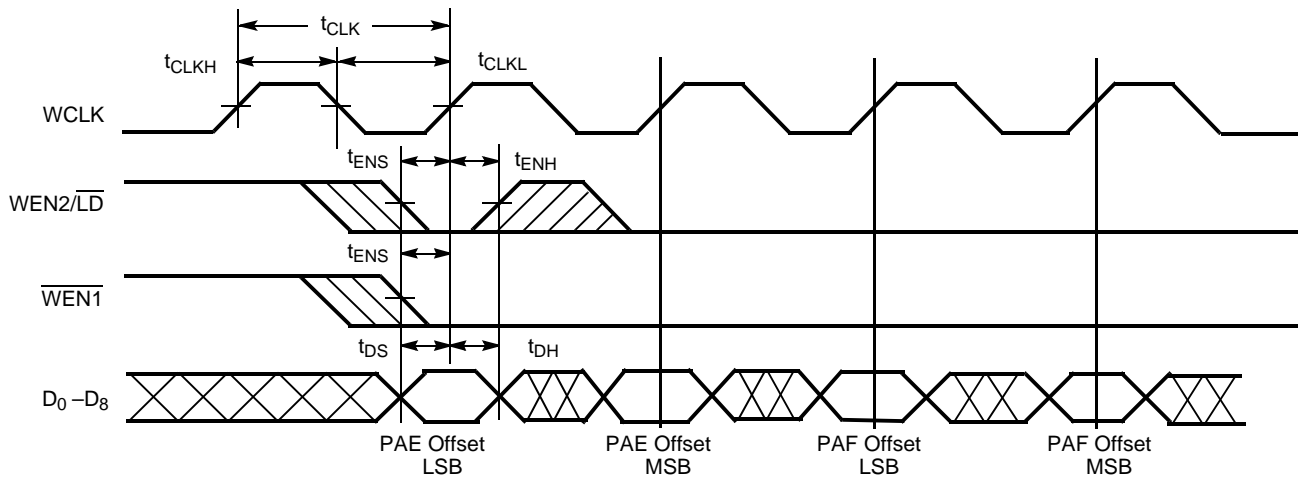 tCLK
tCLKH
tCLKL
WCLK
tENS
tENH
WEN2/LD
tENS
WEN1
tDS
tDH
D0 –D8
PAE Offset
LSB
PAE Offset
MSB
PAF Offset
LSB
PAF Offset
MSB